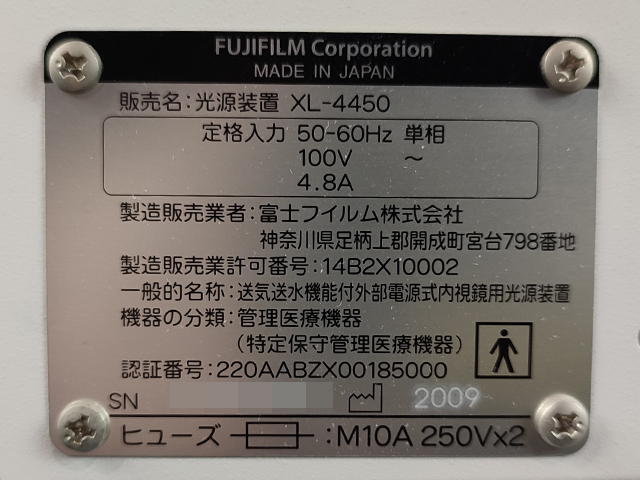 FUJIFILM Corporation
MADE IN JAPAN
販売名:光源装置 XL-4450
定格入力 50-60Hz 単相
100V ～
4.8A
製造販売業者:富士フイルム株式会社
神奈川県足柄上郡開成町宮台798番地
製造販売業許可番号:14B2X10002
一般的名称:送気送水機能付外部電源式内視鏡用光源装置
機器の分類:管理医療機器
(特定保守管理医療機器)
認証番号:220AABZX00185000
SN 2009
ヒューズ :M10A 250Vx2